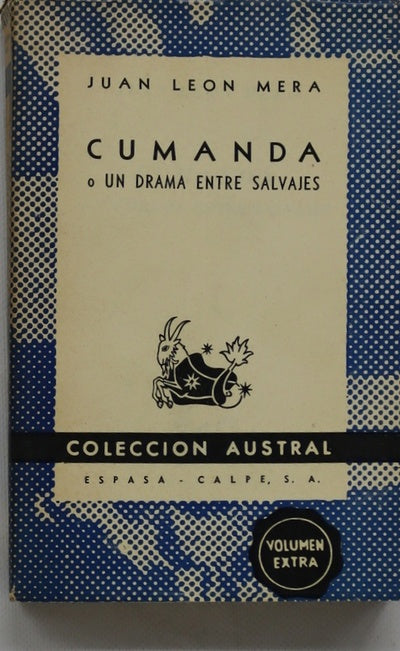 JUAN LEON MERA
CUMANDA
o UN DRAMA ENTRE SALVAJES
COLECCION AUSTRAL
ESPASA - CALPE, S. A.
VOLUMEN
EXTRA